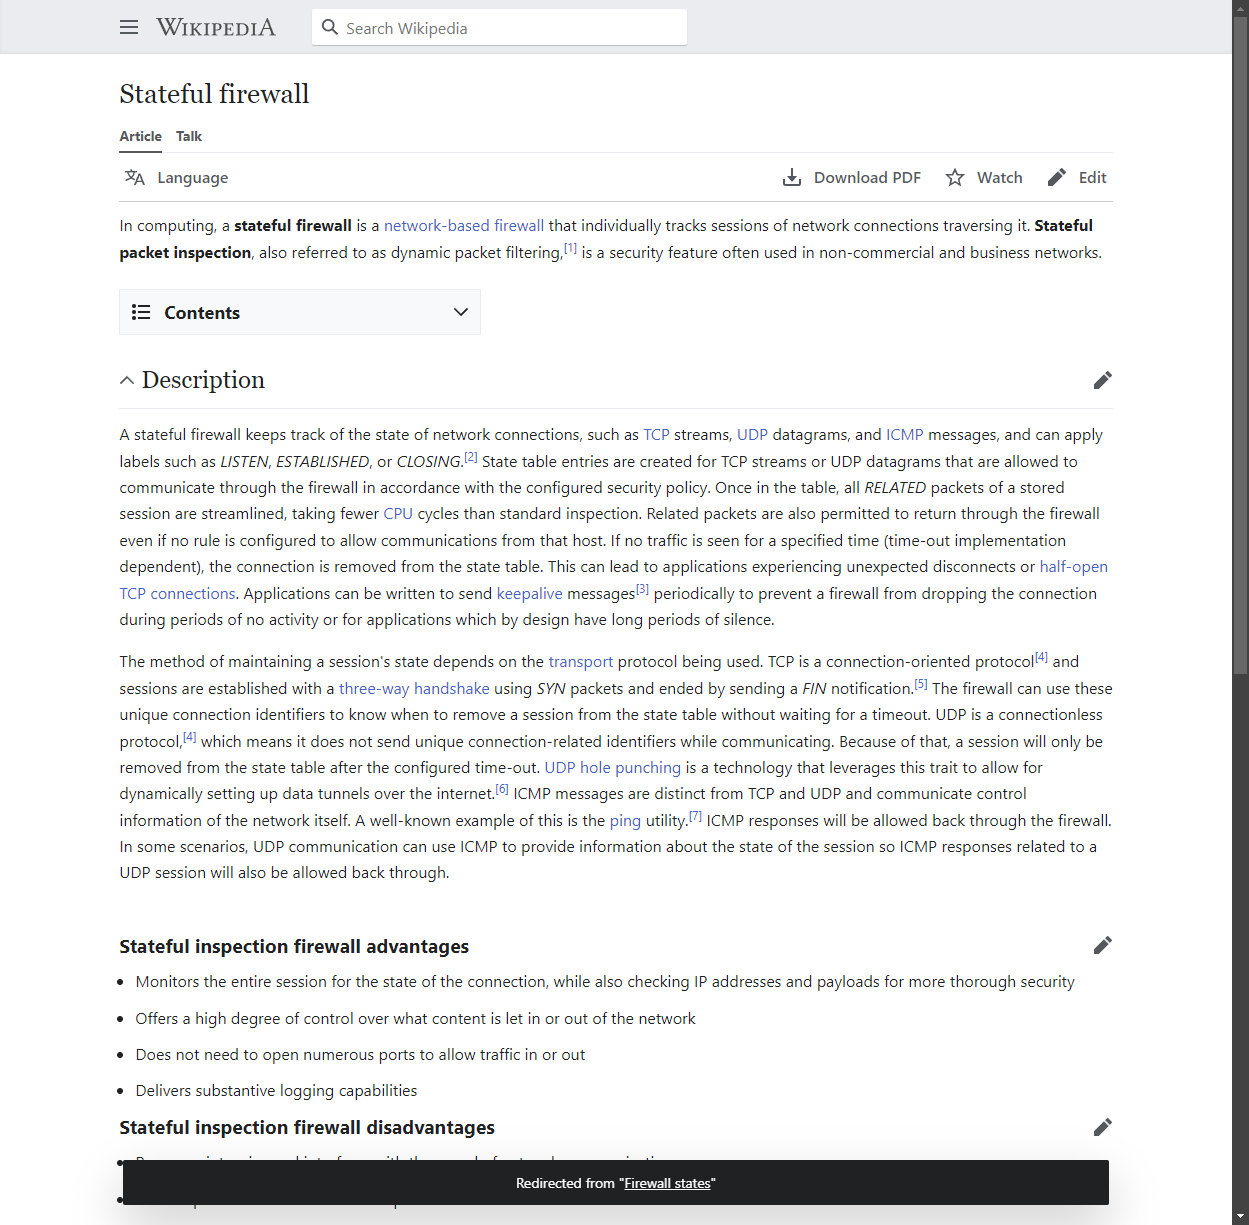 WIKIPEDIA
Search Wikipedia
Stateful firewall
Article Talk
Language Download PDF Watch Edit
In computing, a stateful firewall is a network-based firewall that individually tracks sessions of network connections traversing it. Stateful
packet inspection, also referred to as dynamic packet filtering,[1] is a security feature often used in non-commercial and business networks.
Contents
Description
A stateful firewall keeps track of the state of network connections, such as TCP streams, UDP datagrams, and ICMP messages, and can apply
labels such as LISTEN, ESTABLISHED, or CLOSING.[2] State table entries are created for TCP streams or UDP datagrams that are allowed to
communicate through the firewall in accordance with the configured security policy. Once in the table, all RELATED packets of a stored
session are streamlined, taking fewer CPU cycles than standard inspection. Related packets are also permitted to return through the firewall
even if no rule is configured to allow communications from that host. If no traffic is seen for a specified time (time-out implementation
dependent), the connection is removed from the state table. This can lead to applications experiencing unexpected disconnects or half-open
TCP connections. Applications can be written to send keepalive messages[3] periodically to prevent a firewall from dropping the connection
during periods of no activity or for applications which by design have long periods of silence.
The method of maintaining a session's state depends on the transport protocol being used. TCP is a connection-oriented protocol[4] and
sessions are established with a three-way handshake using SYN packets and ended by sending a FIN notification.[5] The firewall can use these
unique connection identifiers to know when to remove a session from the state table without waiting for a timeout. UDP is a connectionless
protocol,[4] which means it does not send unique connection-related identifiers while communicating. Because of that, a session will only be
removed from the state table after the configured time-out. UDP hole punching is a technology that leverages this trait to allow for
dynamically setting up data tunnels over the internet.[6] ICMP messages are distinct from TCP and UDP and communicate control
information of the network itself. A well-known example of this is the ping utility.[7] ICMP responses will be allowed back through the firewall.
In some scenarios, UDP communication can use ICMP to provide information about the state of the session so ICMP responses related to a
UDP session will also be allowed back through.
Stateful inspection firewall advantages
Monitors the entire session for the state of the connection, while also checking IP addresses and payloads for more thorough security
Offers a high degree of control over what content is let in or out of the network
Does not need to open numerous ports to allow traffic in or out
Delivers substantive logging capabilities
Stateful inspection firewall disadvantages
Redirected from "Firewall states"